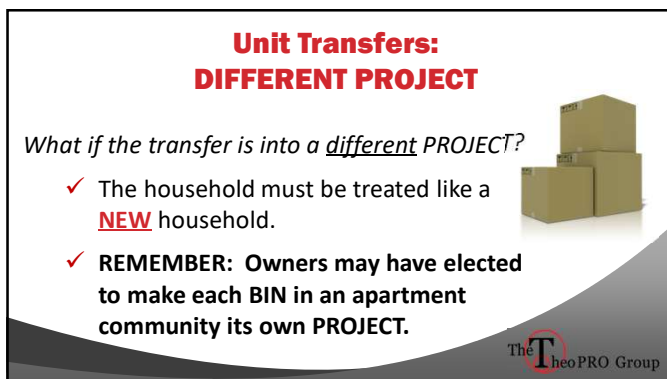 Unit Transfers:
DIFFERENT PROJECT
What if the transfer is into a different PROJECT?
✓ The household must be treated like a
NEW household.
✓ REMEMBER: Owners may have elected
to make each BIN in an apartment
community its own PROJECT.
The TheoPRO Group